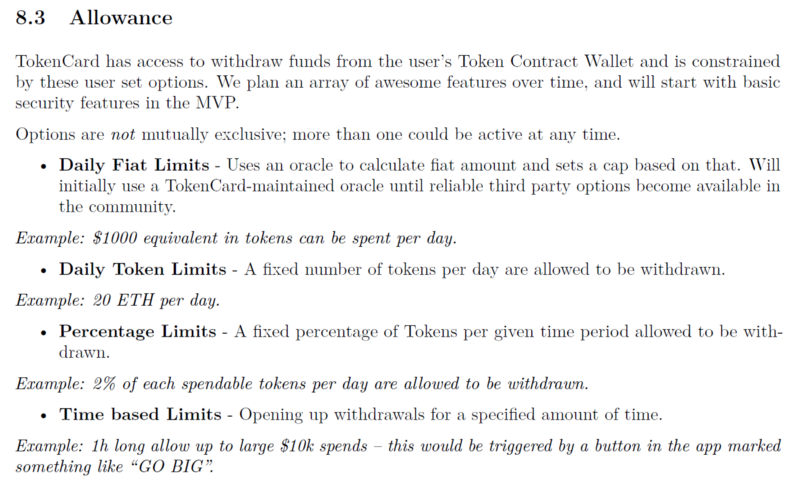 8.3 Allowance
TokenCard has access to withdraw funds from the user's Token Contract Wallet and is constrained
by these user set options. We plan an array of awesome features over time, and will start with basic
security features in the MVP.
Options are not mutually exclusive; more than one could be active at any time.
• Daily Fiat Limits - Uses an oracle to calculate fiat amount and sets a cap based on that. Will
initially use a TokenCard-maintained oracle until reliable third party options become available in
the community.
Example: $1000 equivalent in tokens can be spent per day.
• Daily Token Limits - A fixed number of tokens per day are allowed to be withdrawn.
Example: 20 ETH per day.
• Percentage Limits - A fixed percentage of Tokens per given time period allowed to be with-
drawn.
Example: 2% of each spendable tokens per day are allowed to be withdrawn.
• Time based Limits - Opening up withdrawals for a specified amount of time.
Example: 1h long allow up to large $10k spends – this would be triggered by a button in the app marked
something like “GO BIG”.